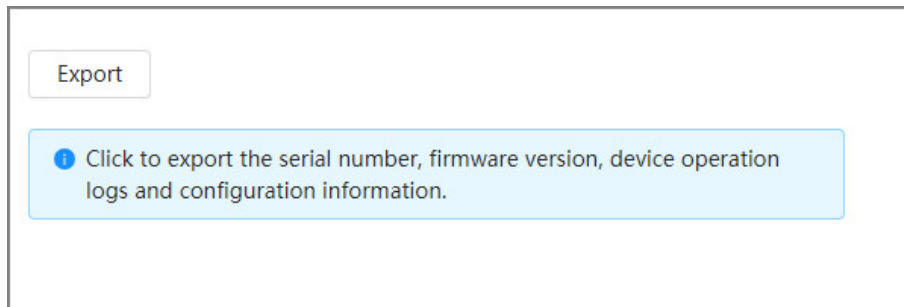 Export
Click to export the serial number, firmware version, device operation
logs and configuration information.